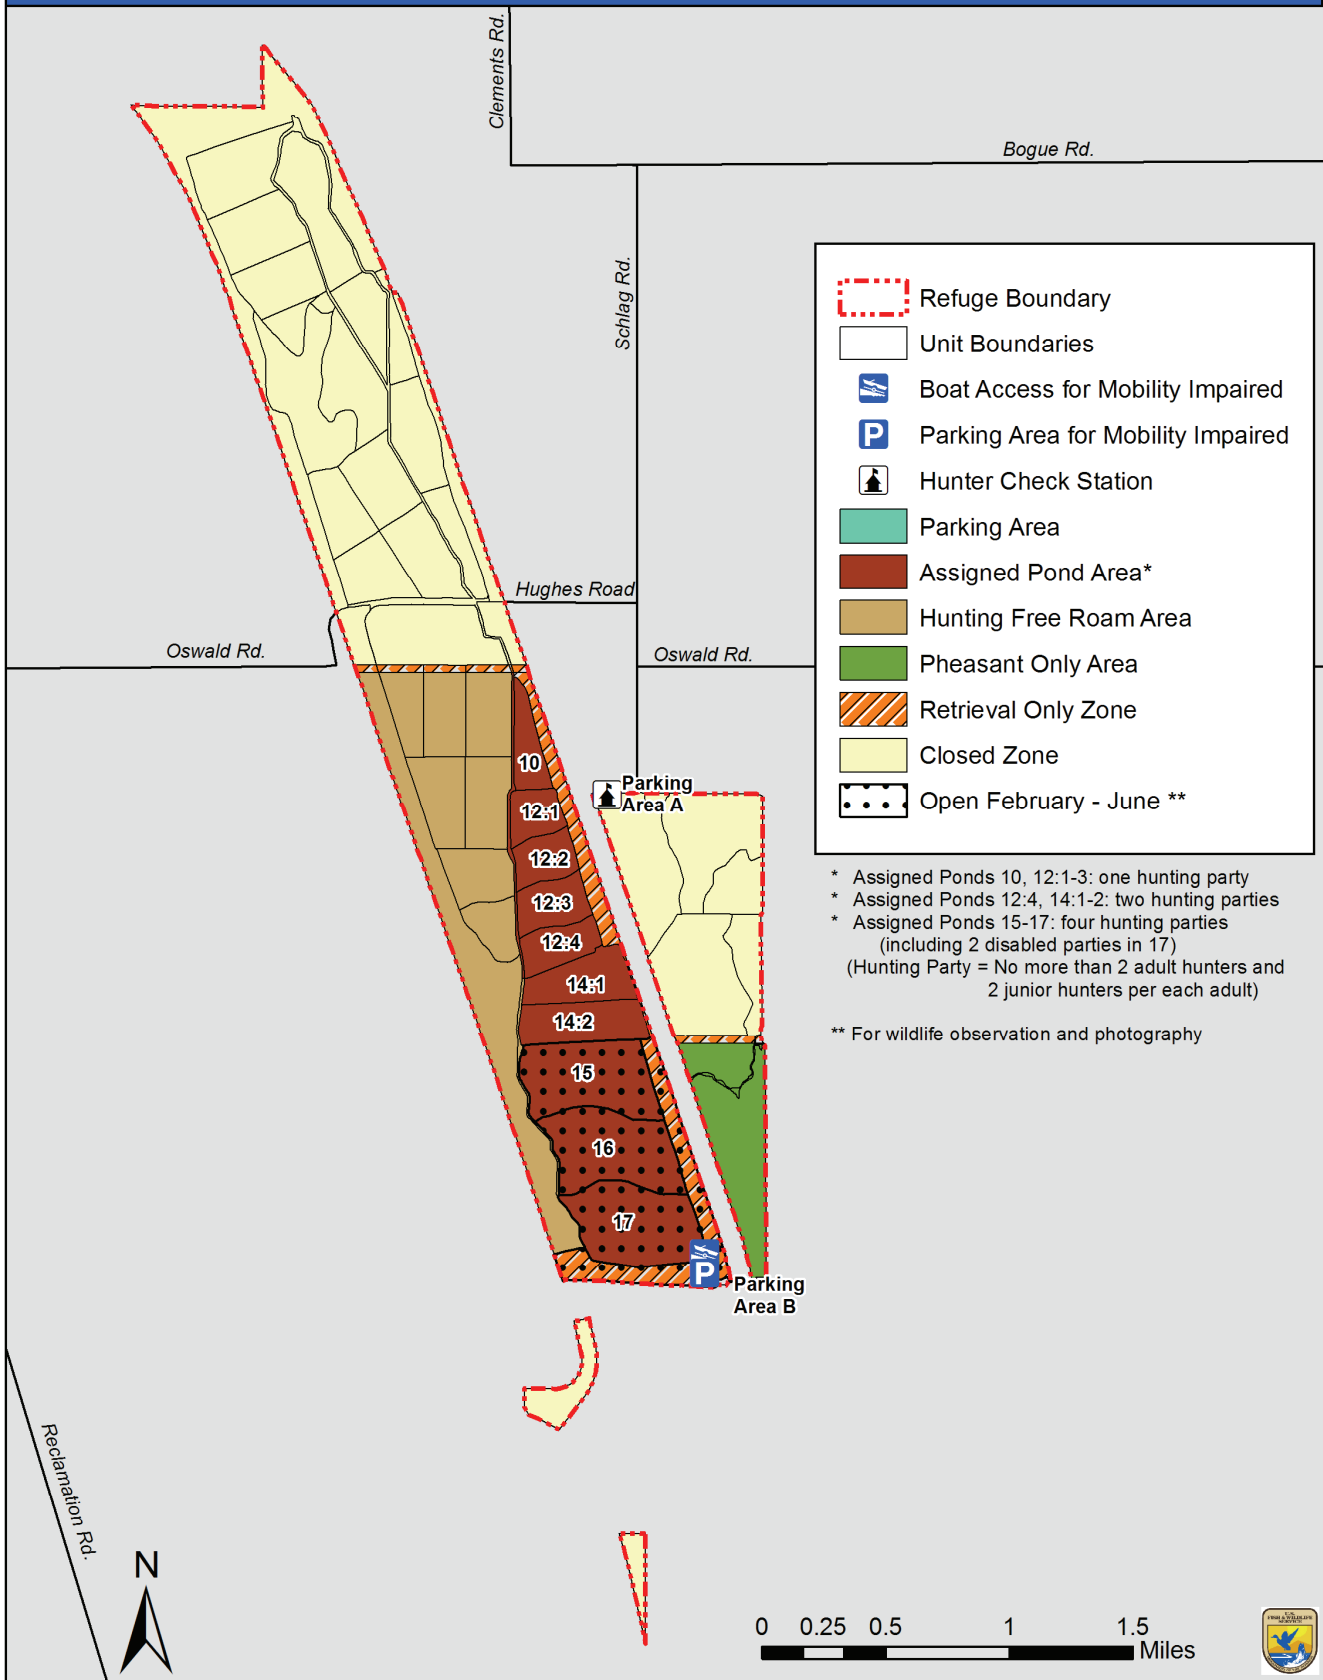 Clements Rd.
Bogue Rd.
Schlag Rd.
Refuge Boundary
Unit Boundaries
Boat Access for Mobility Impaired
P Parking Area for Mobility Impaired
Hunter Check Station
Parking Area
Assigned Pond Area*
Hunting Free Roam Area
Pheasant Only Area
Retrieval Only Zone
Closed Zone
Open February - June **
Hughes Road
Oswald Rd.
Oswald Rd.
10
12:1
12:2
12:3
12:4
14:1
14:2
15
16
17
Parking
Area A
* Assigned Ponds 10, 12:1-3: one hunting party
* Assigned Ponds 12:4, 14:1-2: two hunting parties
* Assigned Ponds 15-17: four hunting parties
(including 2 disabled parties in 17)
(Hunting Party = No more than 2 adult hunters and
2 junior hunters per each adult)
** For wildlife observation and photography
P
Parking
Area B
Reclamation Rd.
N
0 0.25 0.5 1 1.5
Miles
U.S.
FISH & WILDLIFE
SERVICE